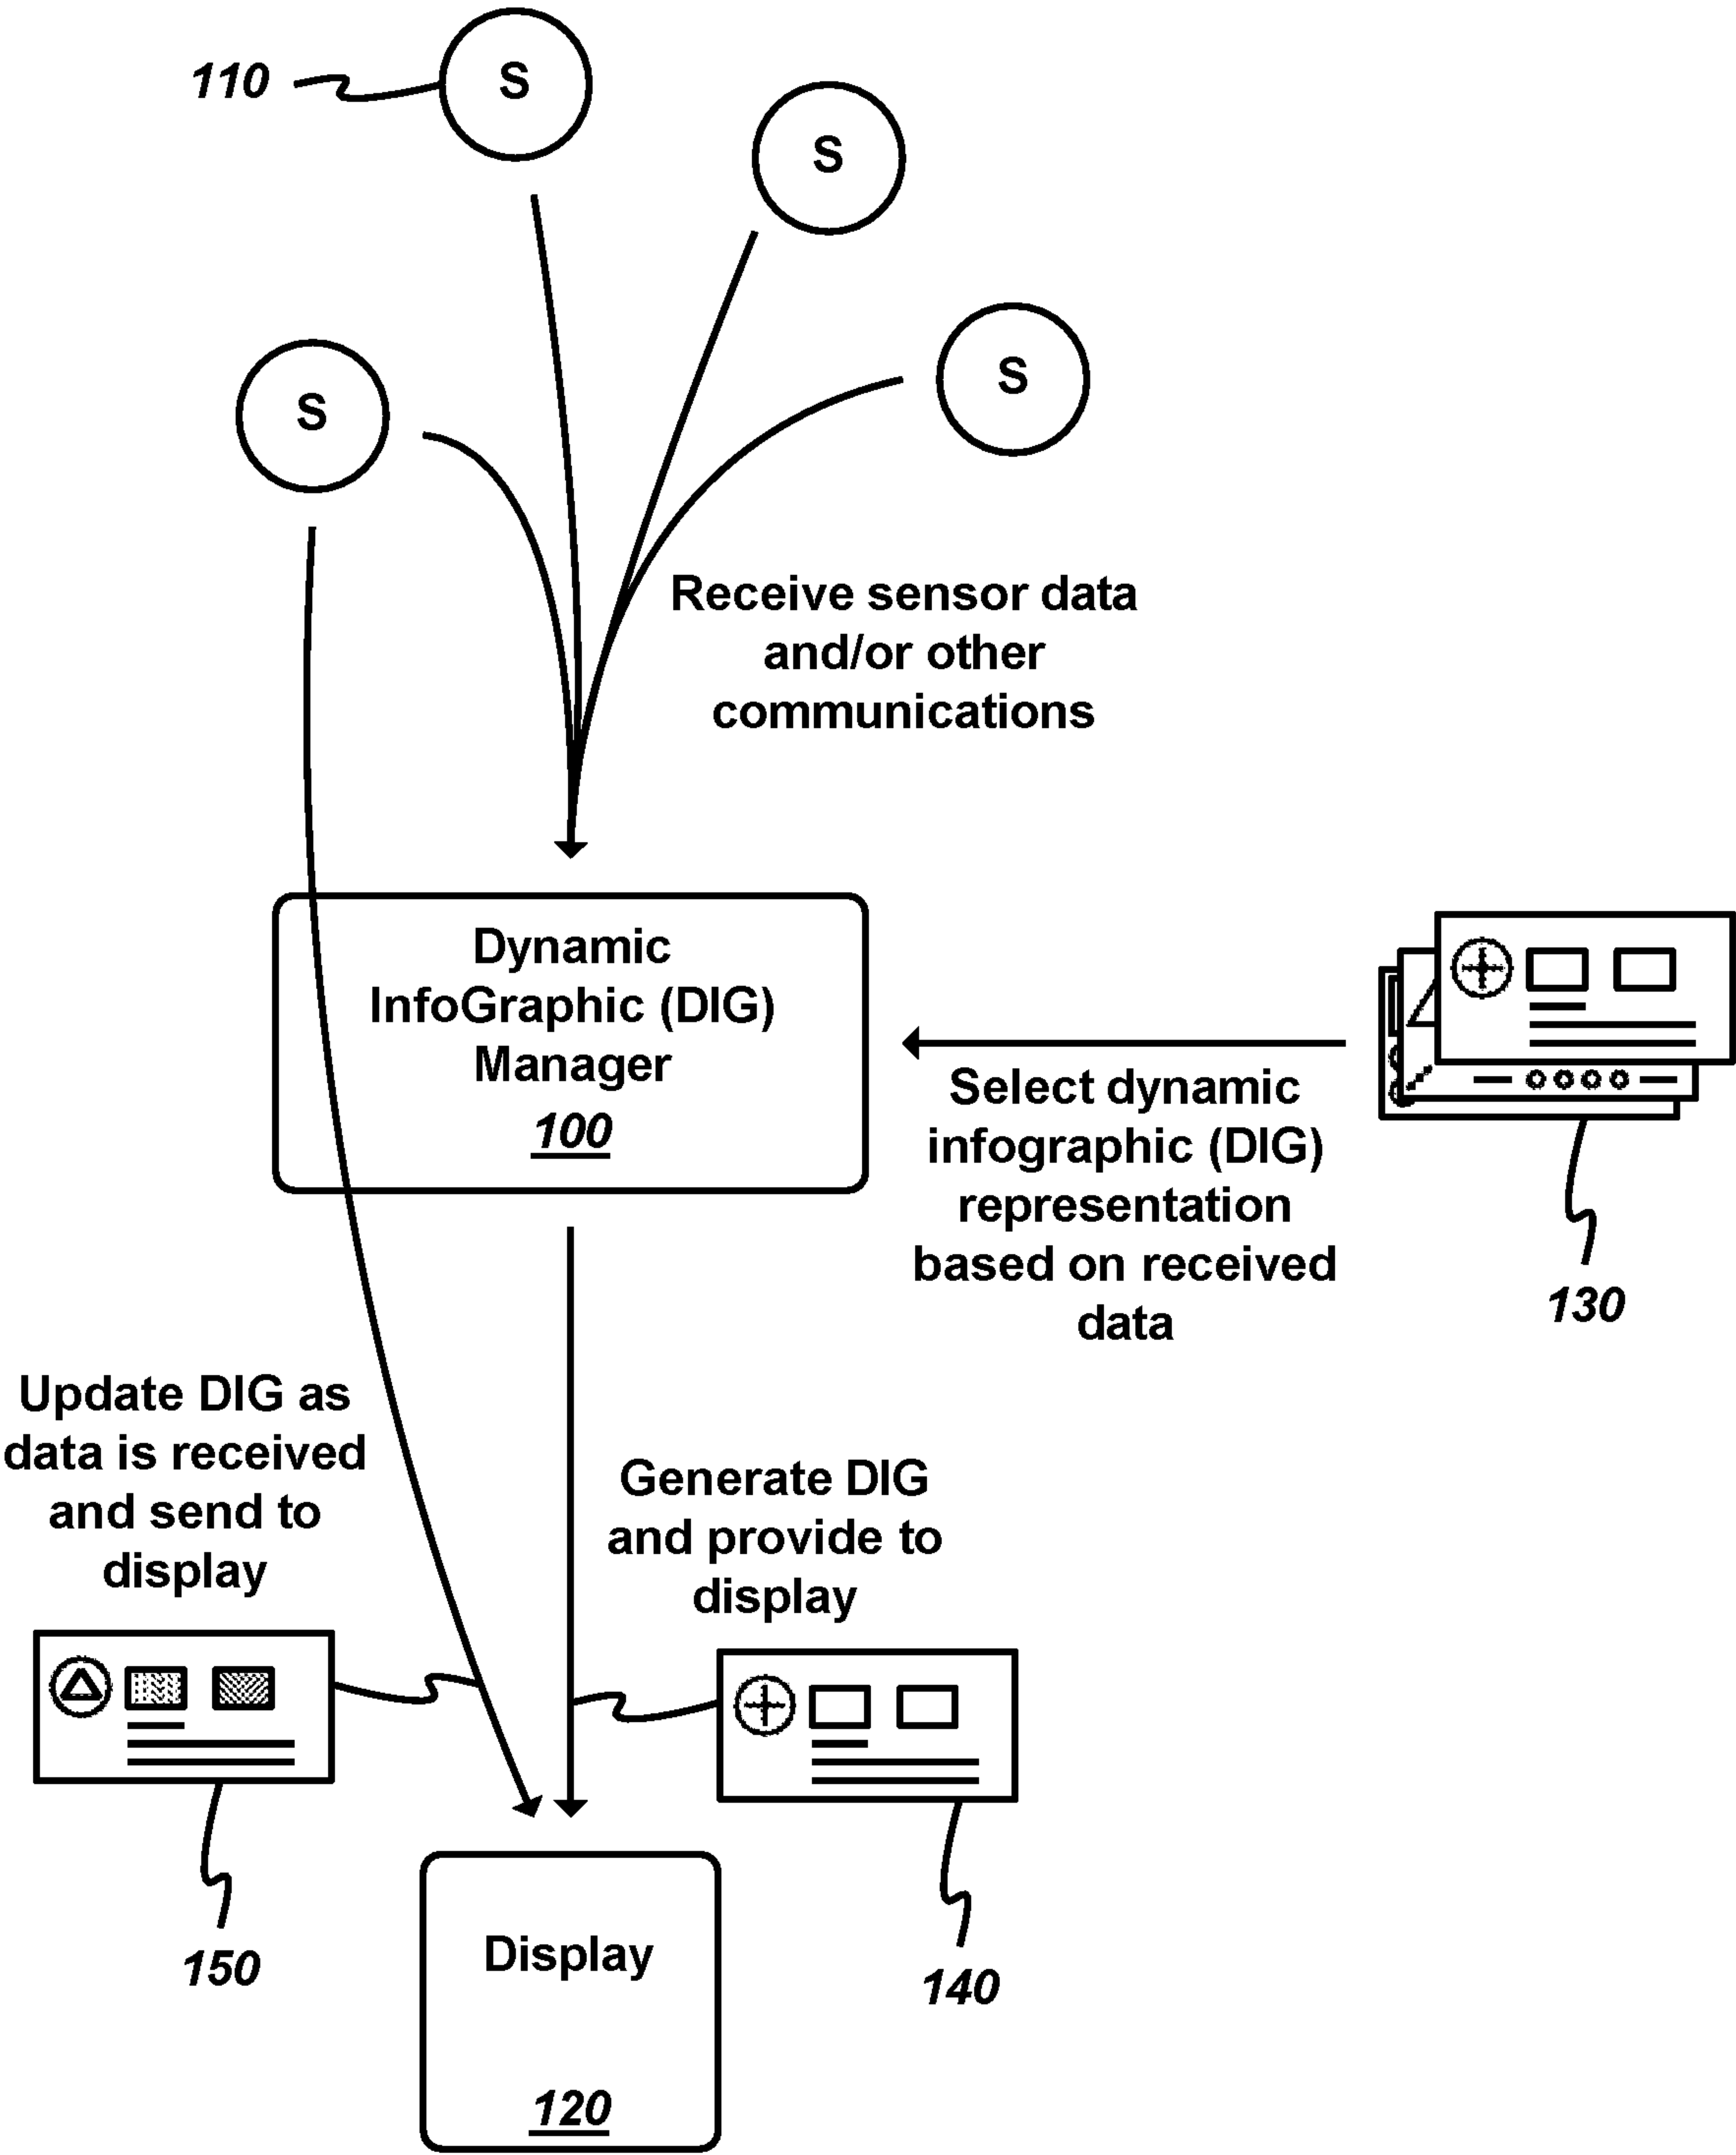 110
S
S
S
S
Receive sensor data
and/or other
communications
Dynamic
InfoGraphic (DIG)
Manager
100
Select dynamic
infographic (DIG)
representation
based on received
data
130
Update DIG as
data is received
and send to
display
Generate DIG
and provide to
display
150
140
Display
120